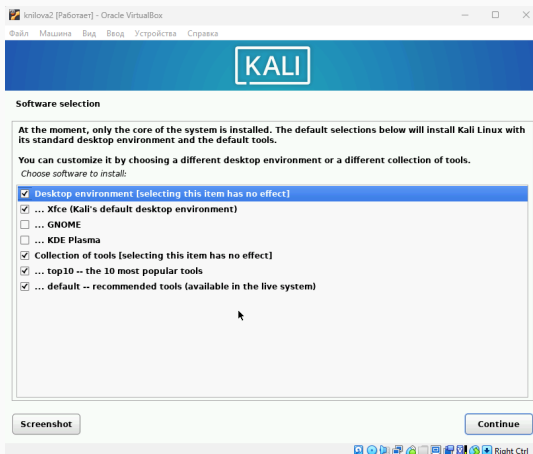 knilova2 [Работает] - Oracle VirtualBox
Файл Машина Вид Ввод Устройства Справка
KALI
Software selection
At the moment, only the core of the system is installed. The default selections below will install Kali Linux with
its standard desktop environment and the default tools.
You can customize it by choosing a different desktop environment or a different collection of tools.
Choose software to install:
Desktop environment [selecting this item has no effect]
... Xfce (Kali's default desktop environment)
... GNOME
... KDE Plasma
Collection of tools [selecting this item has no effect]
... top10 -- the 10 most popular tools
... default -- recommended tools (available in the live system)
Screenshot Continue
Right Ctrl